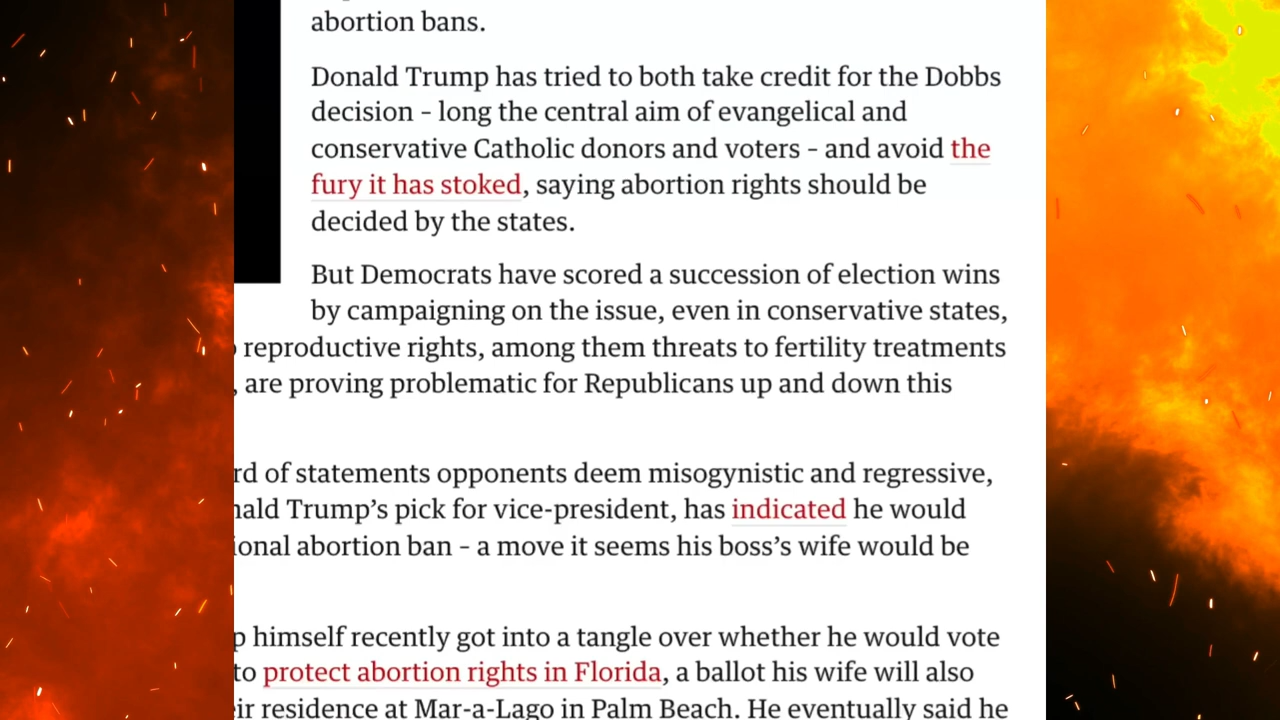 abortion bans.
Donald Trump has tried to both take credit for the Dobbs
decision – long the central aim of evangelical and
conservative Catholic donors and voters – and avoid the
fury it has stoked, saying abortion rights should be
decided by the states.
But Democrats have scored a succession of election wins
by campaigning on the issue, even in conservative states,
reproductive rights, among them threats to fertility treatments
, are proving problematic for Republicans up and down this
rd of statements opponents deem misogynistic and regressive,
nald Trump’s pick for vice-president, has indicated he would
ional abortion ban – a move it seems his boss’s wife would be
p himself recently got into a tangle over whether he would vote
to protect abortion rights in Florida, a ballot his wife will also
eir residence at Mar-a-Lago in Palm Beach. He eventually said he